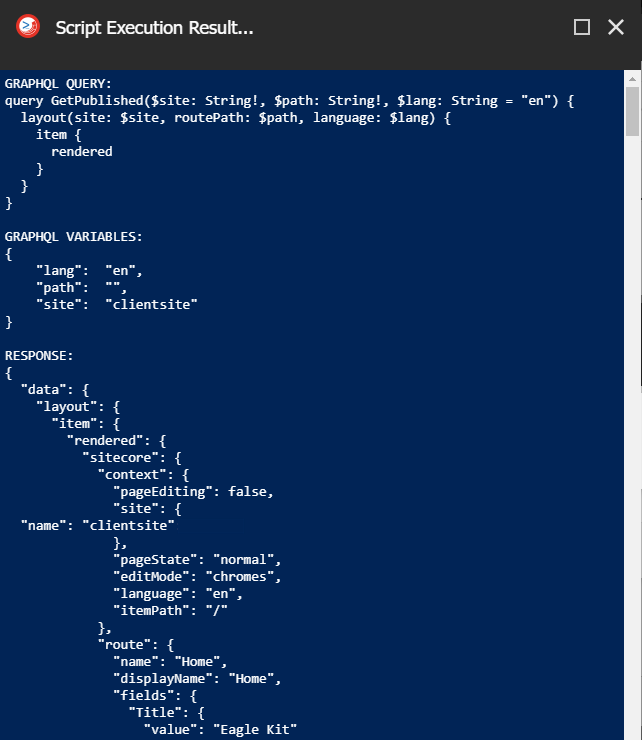 Script Execution Result...
GRAPHQL QUERY:
query GetPublished($site: String!, $path: String!, $lang: String = "en") {
  layout(site: $site, routePath: $path, language: $lang) {
    item {
      rendered
    }
  }
}

GRAPHQL VARIABLES:
{
    "lang":  "en",
    "path":  "",
    "site":  "clientsite"
}

RESPONSE:
{
  "data": {
    "layout": {
      "item": {
        "rendered": {
          "sitecore": {
            "context": {
              "pageEditing": false,
              "site": {
  "name": "clientsite"
              },
              "pageState": "normal",
              "editMode": "chromes",
              "language": "en",
              "itemPath": "/"
            },
            "route": {
              "name": "Home",
              "displayName": "Home",
              "fields": {
                "Title": {
                  "value": "Eagle Kit"